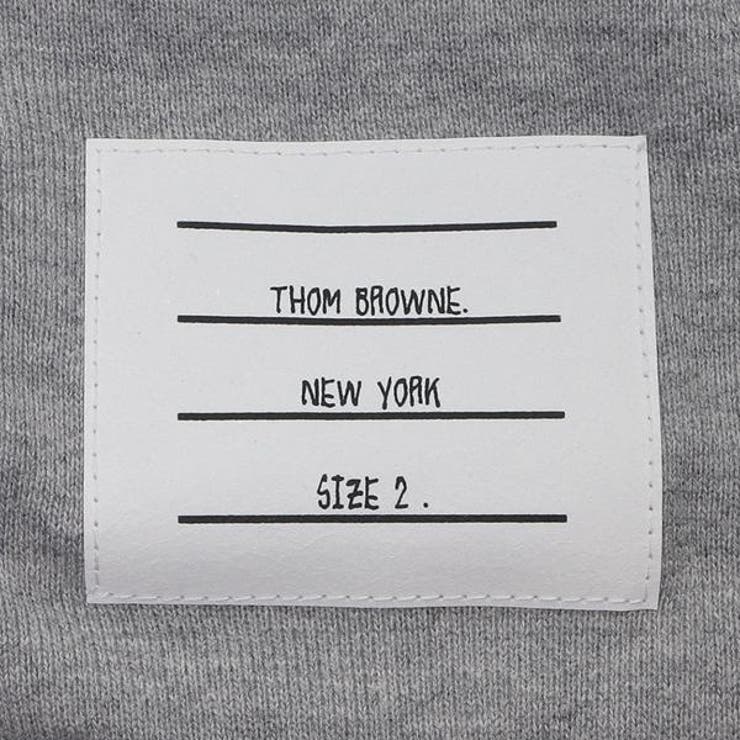 THOM BROWNE.
NEW YORK
SIZE 2 .